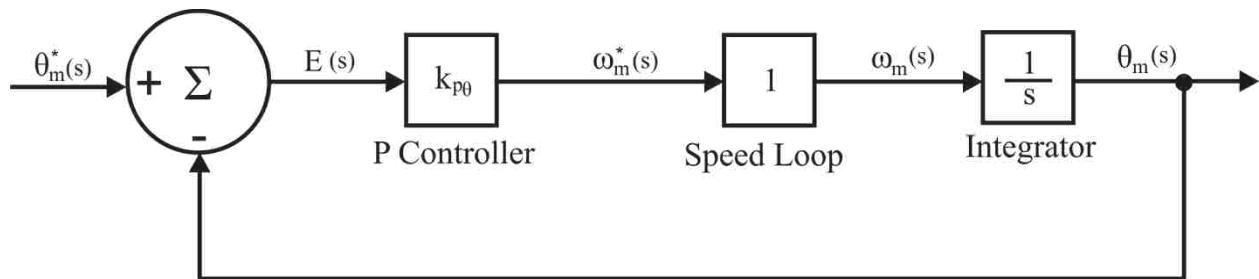 θ*m(s)
+ Σ
-
E(s)
kpθ
P Controller
ω*m(s)
1
Speed Loop
ωm(s)
1
s
Integrator
θm(s)